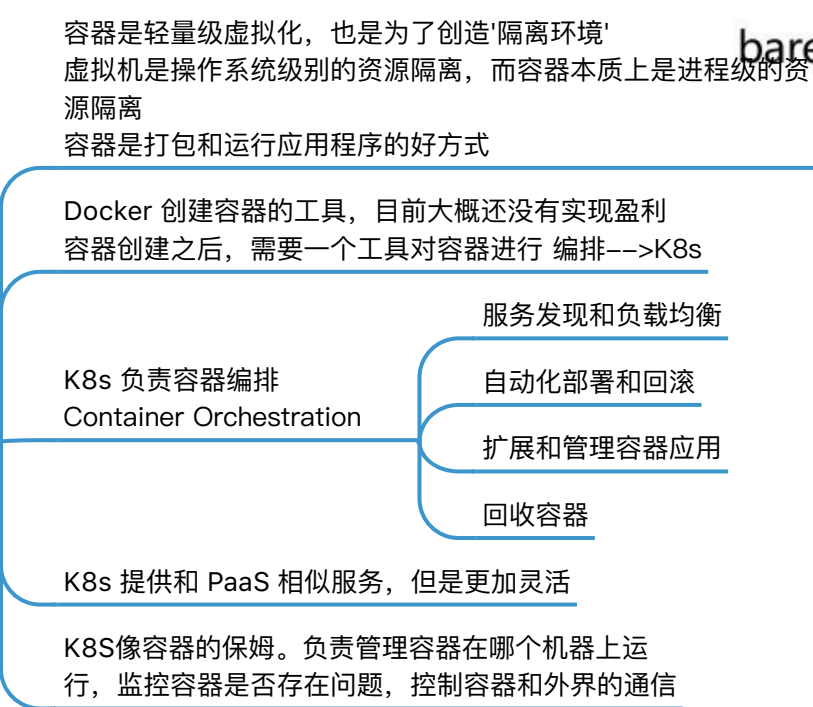 容器是轻量级虚拟化，也是为了创造'隔离环境'
bare
虚拟机是操作系统级别的资源隔离，而容器本质上是进程级的资
源隔离
容器是打包和运行应用程序的好方式
Docker 创建容器的工具，目前大概还没有实现盈利
容器创建之后，需要一个工具对容器进行 编排-->K8s
K8s 负责容器编排
Container Orchestration
服务发现和负载均衡
自动化部署和回滚
扩展和管理容器应用
回收容器
K8s 提供和 PaaS 相似服务，但是更加灵活
K8S像容器的保姆。负责管理容器在哪个机器上运
行，监控容器是否存在问题，控制容器和外界的通信